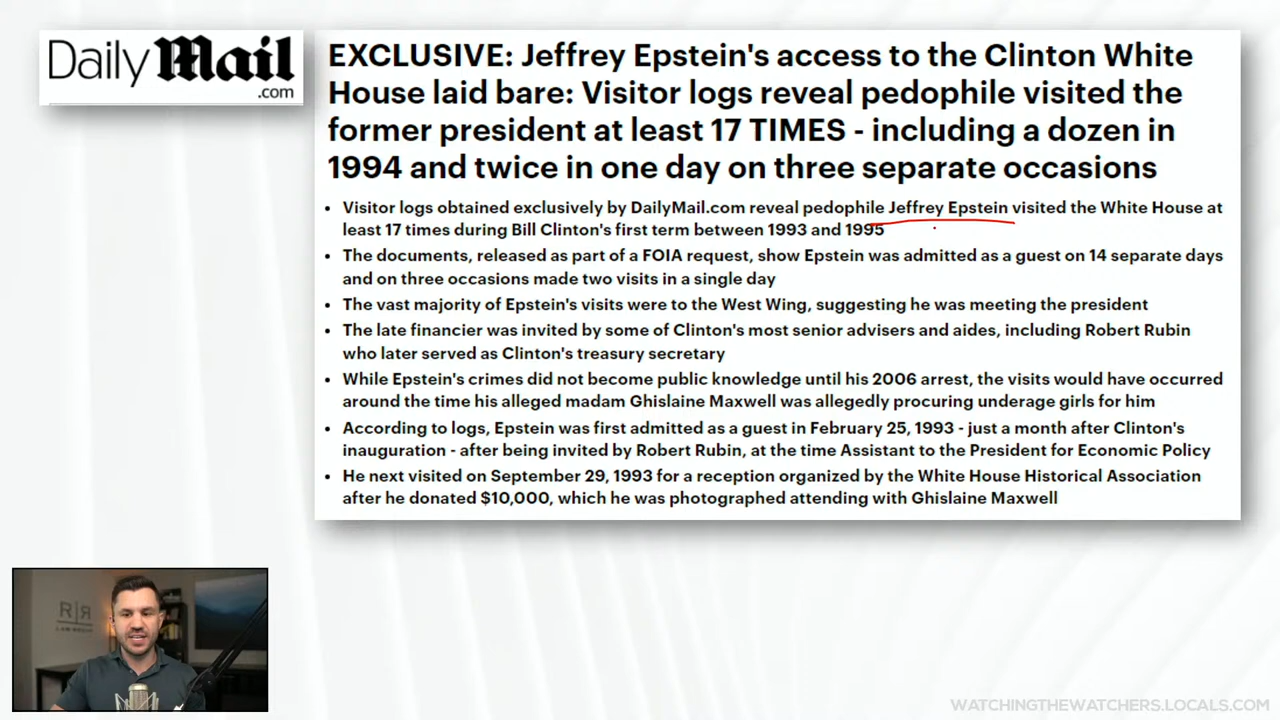 Daily Mail
.com
EXCLUSIVE: Jeffrey Epstein's access to the Clinton White
House laid bare: Visitor logs reveal pedophile visited the
former president at least 17 TIMES - including a dozen in
1994 and twice in one day on three separate occasions
• Visitor logs obtained exclusively by DailyMail.com reveal pedophile Jeffrey Epstein visited the White House at
least 17 times during Bill Clinton's first term between 1993 and 1995
• The documents, released as part of a FOIA request, show Epstein was admitted as a guest on 14 separate days
and on three occasions made two visits in a single day
• The vast majority of Epstein's visits were to the West Wing, suggesting he was meeting the president
• The late financier was invited by some of Clinton's most senior advisers and aides, including Robert Rubin
who later served as Clinton's treasury secretary
• While Epstein's crimes did not become public knowledge until his 2006 arrest, the visits would have occurred
around the time his alleged madam Ghislaine Maxwell was allegedly procuring underage girls for him
• According to logs, Epstein was first admitted as a guest in February 25, 1993 - just a month after Clinton's
inauguration - after being invited by Robert Rubin, at the time Assistant to the President for Economic Policy
• He next visited on September 29, 1993 for a reception organized by the White House Historical Association
after he donated $10,000, which he was photographed attending with Ghislaine Maxwell
R|R
LAW GROUP
WATCHINGTHEWATCHERS.LOCALS.COM